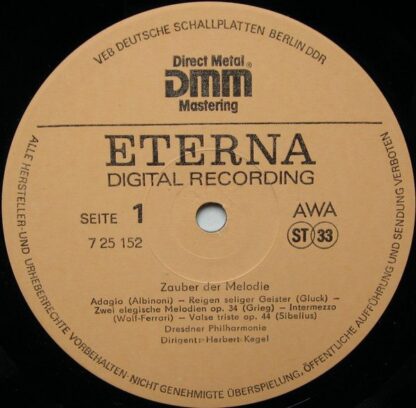 VEB DEUTSCHE SCHALLPLATTEN BERLIN DDR
Direct Metal®
DMM
Mastering
ETERNA
DIGITAL RECORDING
SEITE 1
AWA
7 25 152
ST 33
Zauber der Melodie
Adagio (Albinoni) – Reigen seliger Geister (Gluck) –
Zwei elegische Melodien op. 34 (Grieg) – Intermezzo
(Wolf-Ferrari) – Valse triste op. 44 (Sibelius)
Dresdner Philharmonie
Dirigent: Herbert Kegel
ALLE HERSTELLER- UND URHEBERRECHTE VORBEHALTEN · NICHT GENEHMIGTE ÜBERSPIELUNG, ÖFFENTLICHE AUFFÜHRUNG UND SENDUNG VERBOTEN